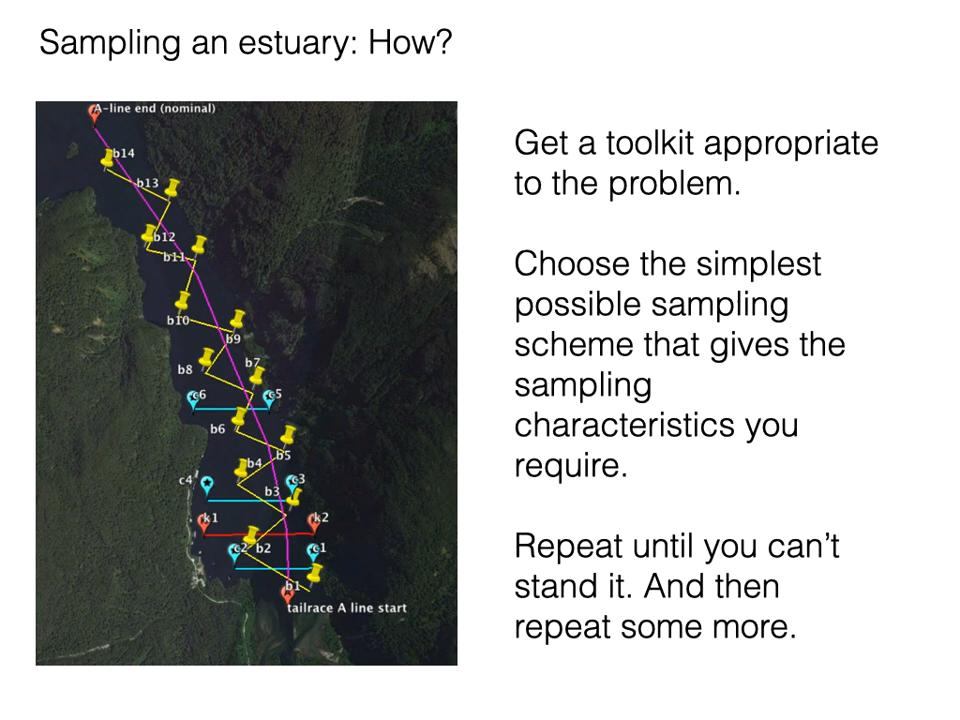 Sampling an estuary: How?
A-line end (nominal)
b14
b13
b12
b11
b10
b9
b8
b7
c6
c5
b6
b5
b4
c4
c3
b3
k1
k2
c2
b2
c1
b1
tailrace A line start
Get a toolkit appropriate
to the problem.
Choose the simplest
possible sampling
scheme that gives the
sampling
characteristics you
require.
Repeat until you can’t
stand it. And then
repeat some more.